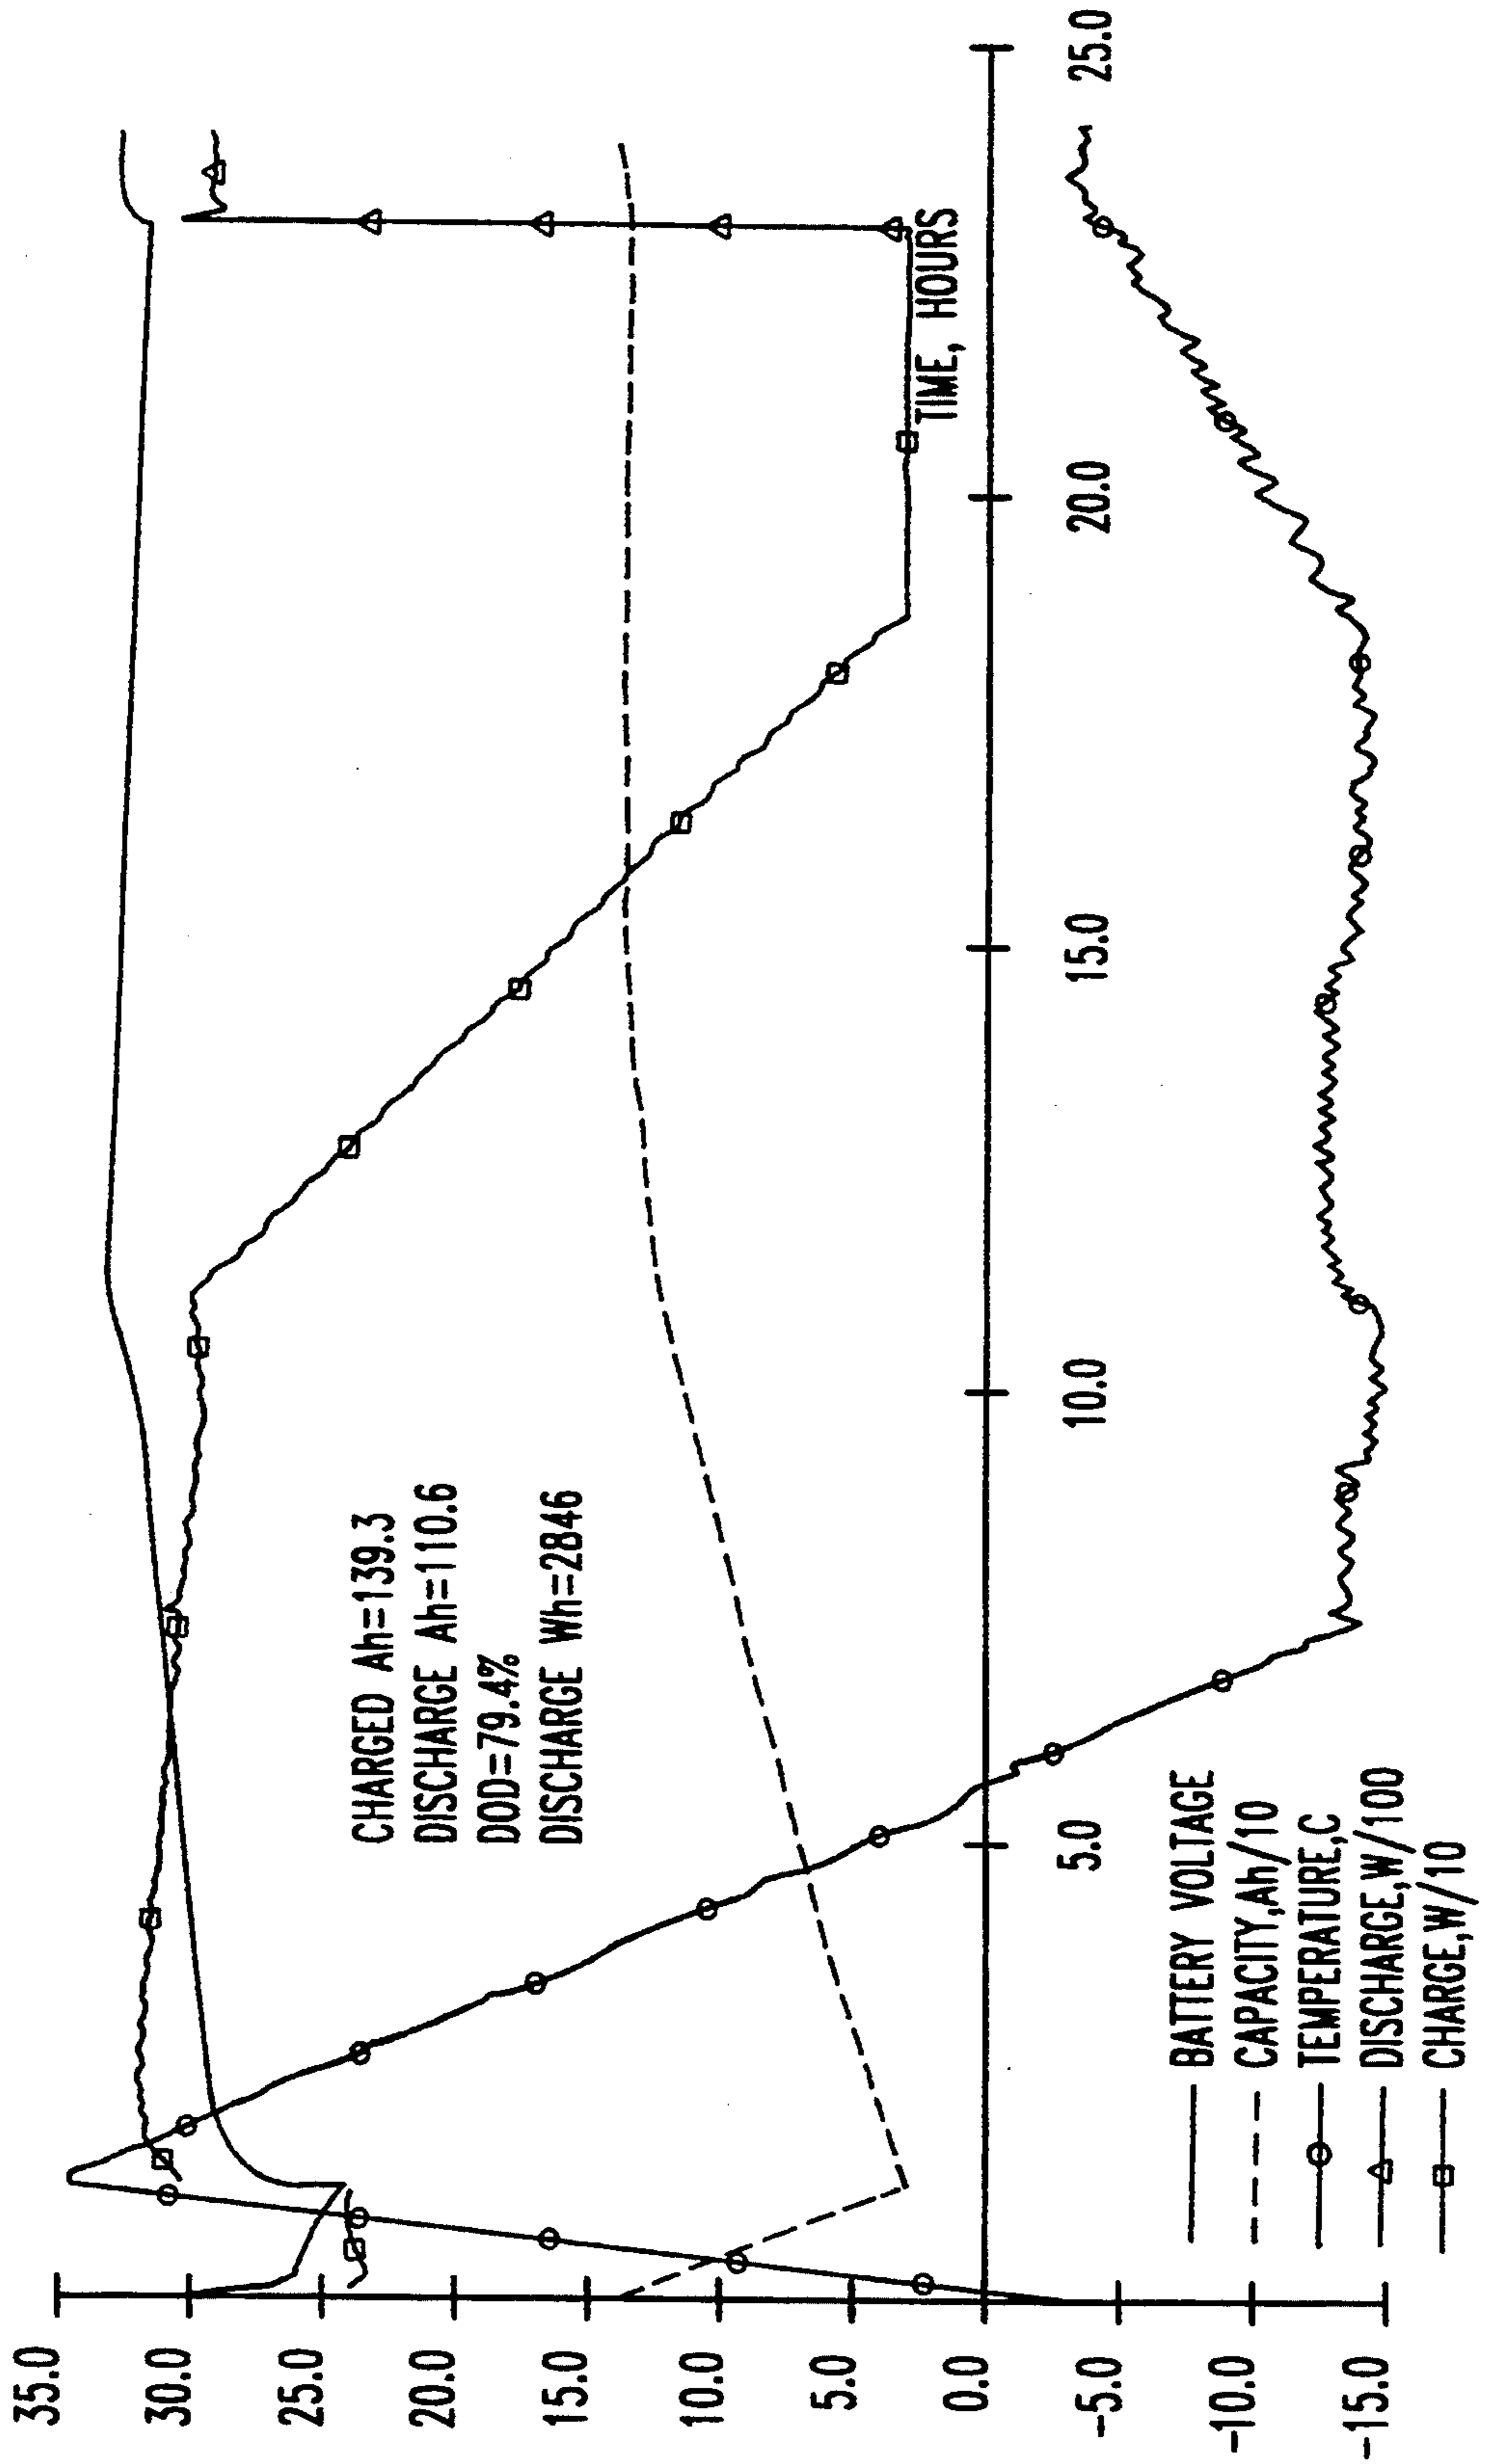 35.0
30.0
25.0
20.0
15.0
10.0
5.0
0.0
-5.0
-10.0
-15.0
CHARGED Ah=139.3
DISCHARGE Ah=110.6
DOD=79.4%
DISCHARGE Wh=2846
TIME, HOURS
5.0
10.0
15.0
20.0
25.0
BATTERY VOLTAGE
CAPACITY,Ah/10
TEMPERATURE,C
DISCHARGE,W/100
CHARGE,W/10